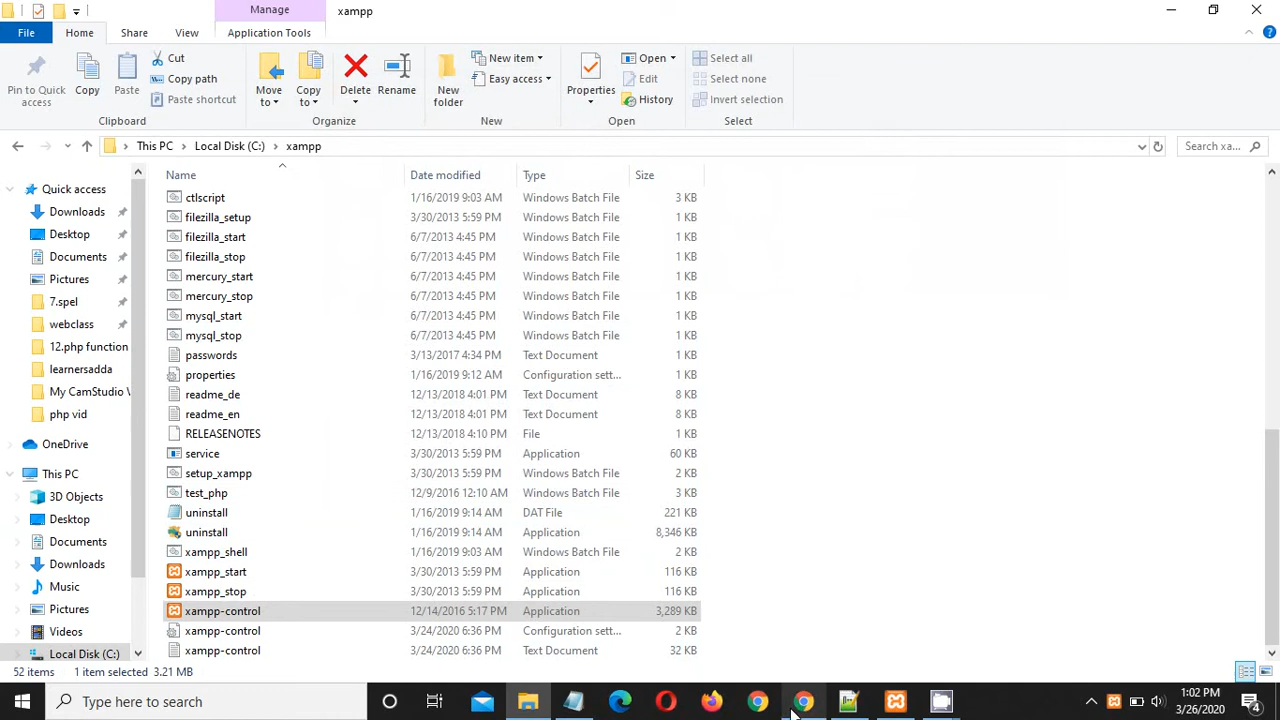 Manage
xampp
File
Home
Share
View
Application Tools
Pin to Quick access
Copy
Paste
Cut
Copy path
Paste shortcut
Clipboard
Move to
Copy to
Delete
Rename
Organize
New folder
New item
Easy access
New
Properties
Open
Edit
History
Open
Select all
Select none
Invert selection
Select
This PC > Local Disk (C:) > xampp
Search xa...
Name Date modified Type Size
Quick access
Downloads
Desktop
Documents
Pictures
7.spel
webclass
12.php function
learnersadda
My CamStudio V
php vid
OneDrive
This PC
3D Objects
Desktop
Documents
Downloads
Music
Pictures
Videos
Local Disk (C:)
ctlscript 1/16/2019 9:03 AM Windows Batch File 3 KB
filezilla_setup 3/30/2013 5:59 PM Windows Batch File 1 KB
filezilla_start 6/7/2013 4:45 PM Windows Batch File 1 KB
filezilla_stop 6/7/2013 4:45 PM Windows Batch File 1 KB
mercury_start 6/7/2013 4:45 PM Windows Batch File 1 KB
mercury_stop 6/7/2013 4:45 PM Windows Batch File 1 KB
mysql_start 6/7/2013 4:45 PM Windows Batch File 1 KB
mysql_stop 6/7/2013 4:45 PM Windows Batch File 1 KB
passwords 3/13/2017 4:34 PM Text Document 1 KB
properties 1/16/2019 9:12 AM Configuration sett... 1 KB
readme_de 12/13/2018 4:01 PM Text Document 8 KB
readme_en 12/13/2018 4:01 PM Text Document 8 KB
RELEASENOTES 12/13/2018 4:10 PM File 1 KB
service 3/30/2013 5:59 PM Application 60 KB
setup_xampp 3/30/2013 5:59 PM Windows Batch File 2 KB
test_php 12/9/2016 12:10 AM Windows Batch File 3 KB
uninstall 1/16/2019 9:14 AM DAT File 221 KB
uninstall 1/16/2019 9:14 AM Application 8,346 KB
xampp_shell 1/16/2019 9:03 AM Windows Batch File 2 KB
xampp_start 3/30/2013 5:59 PM Application 116 KB
xampp_stop 3/30/2013 5:59 PM Application 116 KB
xampp-control 12/14/2016 5:17 PM Application 3,289 KB
xampp-control 3/24/2020 6:36 PM Configuration sett... 2 KB
xampp-control 3/24/2020 6:36 PM Text Document 32 KB
52 items 1 item selected 3.21 MB
Type here to search
1:02 PM
3/26/2020
4